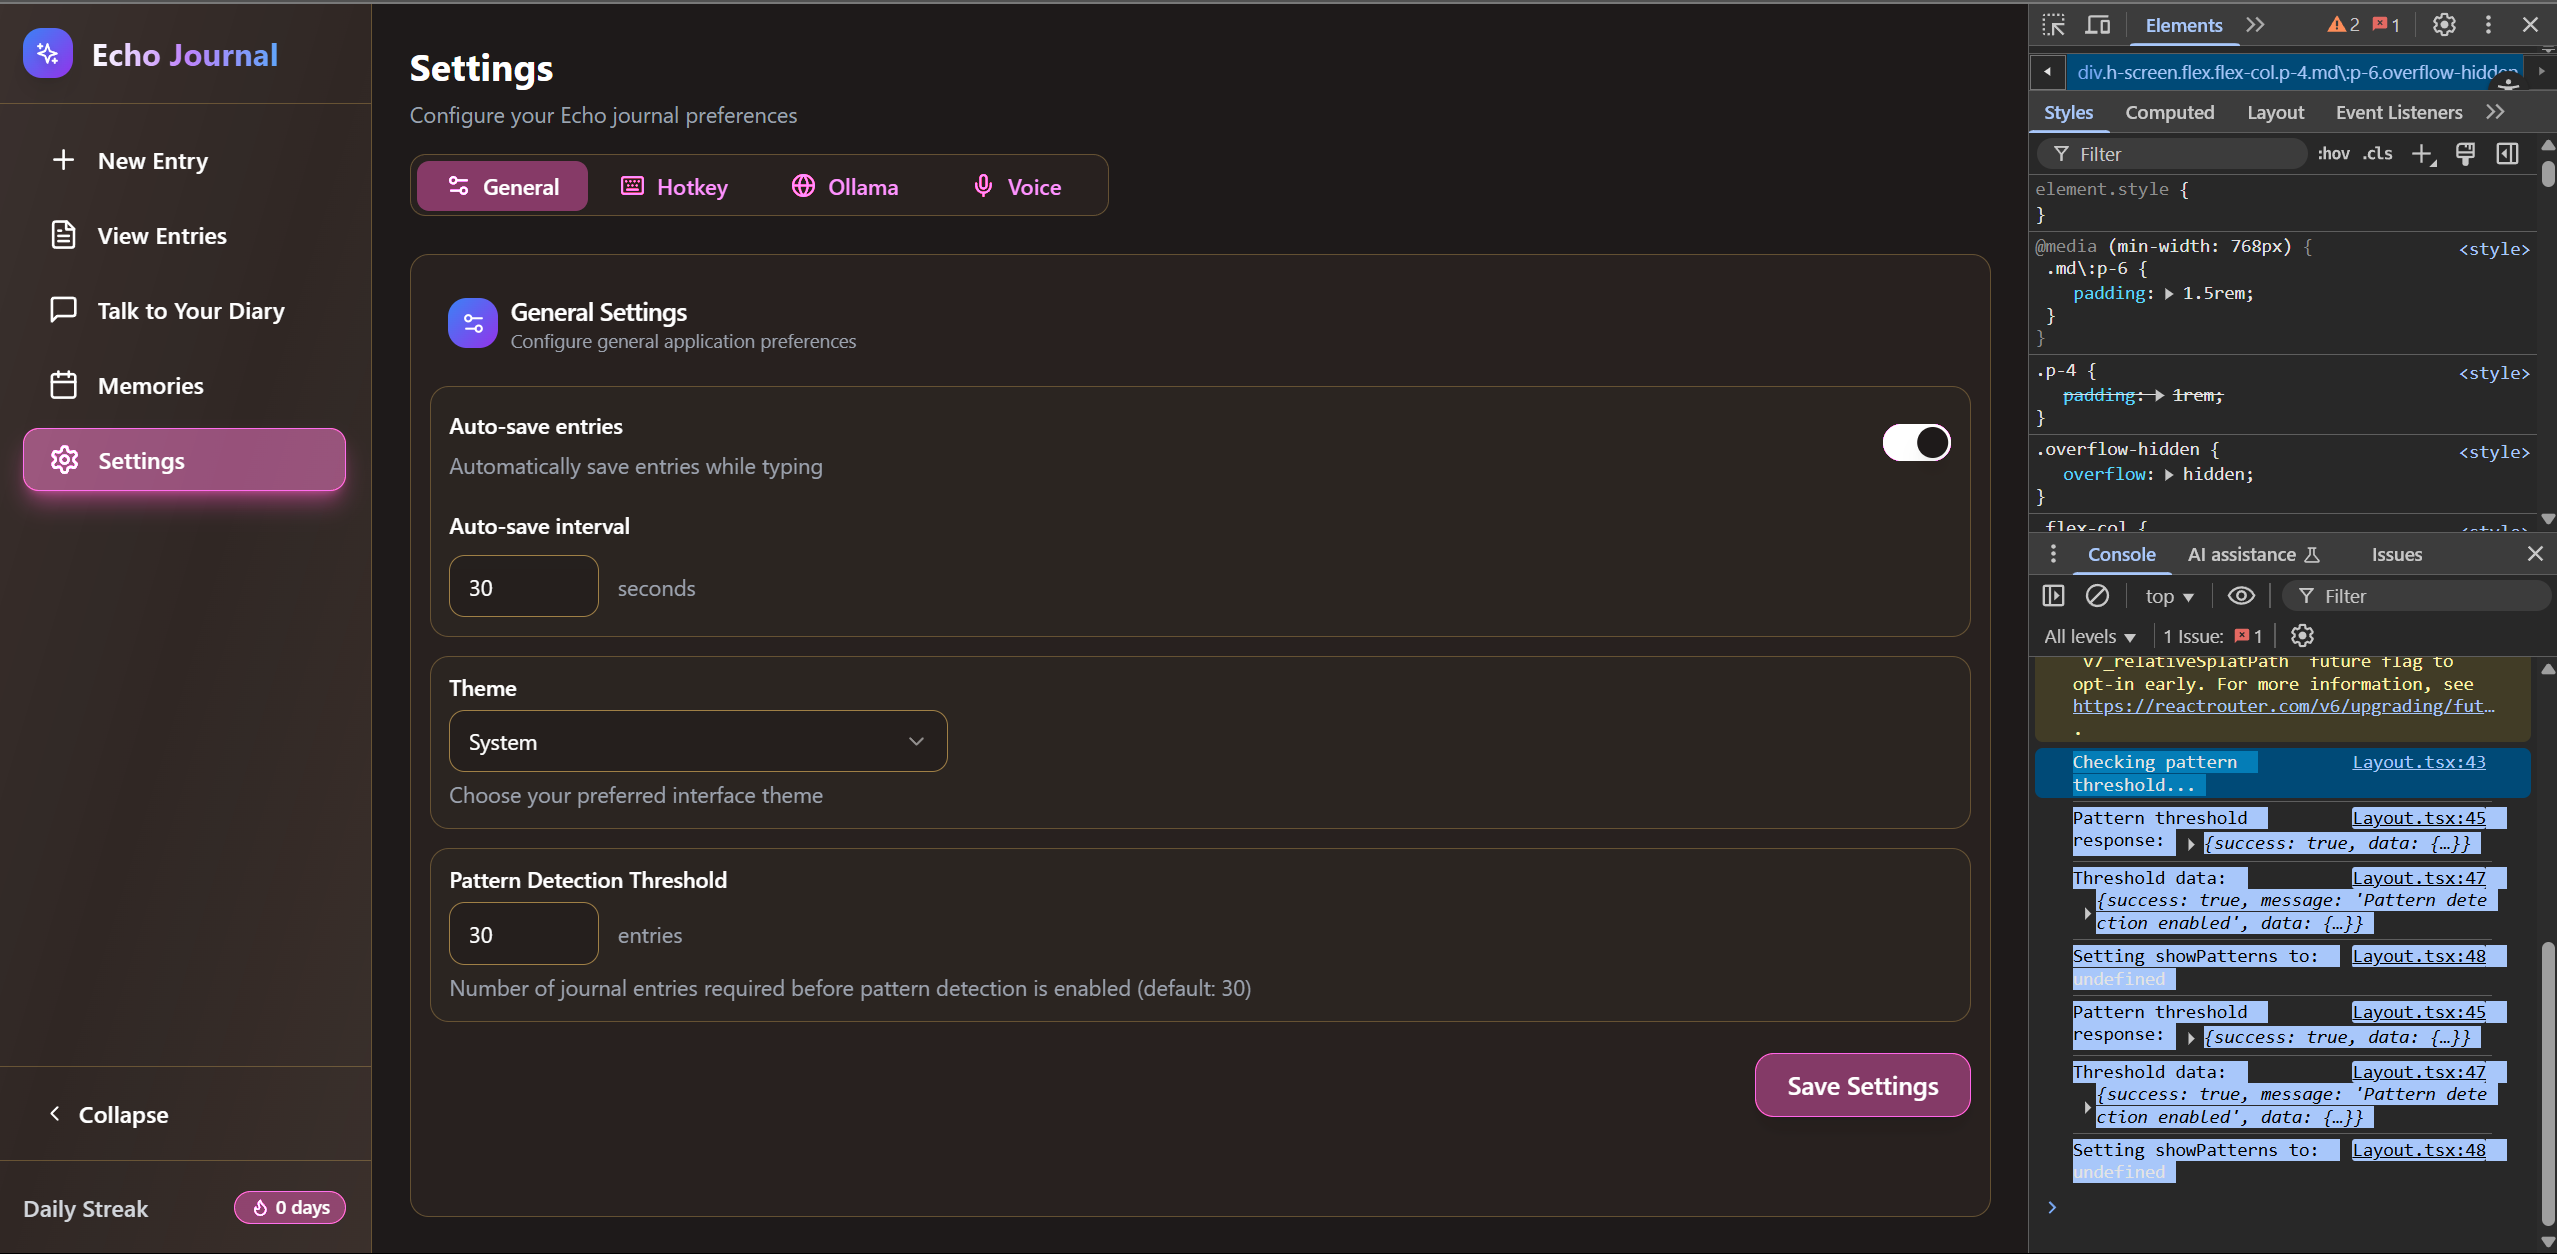 Echo Journal
New Entry
View Entries
Talk to Your Diary
Memories
Settings
Collapse
Daily Streak
0 days
Settings
Configure your Echo journal preferences
General
Hotkey
Ollama
Voice
General Settings
Configure general application preferences
Auto-save entries
Automatically save entries while typing
Auto-save interval
30 seconds
Theme
System
Choose your preferred interface theme
Pattern Detection Threshold
30 entries
Number of journal entries required before pattern detection is enabled (default: 30)
Save Settings
Elements 2 1
div.h-screen.flex.flex-col.p-4.md\:p-6.overflow-hidden
Styles Computed Layout Event Listeners
Filter :hov .cls
element.style {
}
@media (min-width: 768px) { <style>
.md\:p-6 {
padding: 1.5rem;
}
}
.p-4 { <style>
padding: 1rem;
}
.overflow-hidden { <style>
overflow: hidden;
}
.flex-col { <style>
Console AI assistance Issues
top Filter
All levels 1 Issue: 1
`v7_relativeSplatPath` future flag to
opt-in early. For more information, see
https://reactrouter.com/v6/upgrading/fut…
.
Checking pattern Layout.tsx:43
threshold...
Pattern threshold Layout.tsx:45
response: {success: true, data: {…}}
Threshold data: Layout.tsx:47
{success: true, message: 'Pattern dete
ction enabled', data: {…}}
Setting showPatterns to: Layout.tsx:48
undefined
Pattern threshold Layout.tsx:45
response: {success: true, data: {…}}
Threshold data: Layout.tsx:47
{success: true, message: 'Pattern dete
ction enabled', data: {…}}
Setting showPatterns to: Layout.tsx:48
undefined